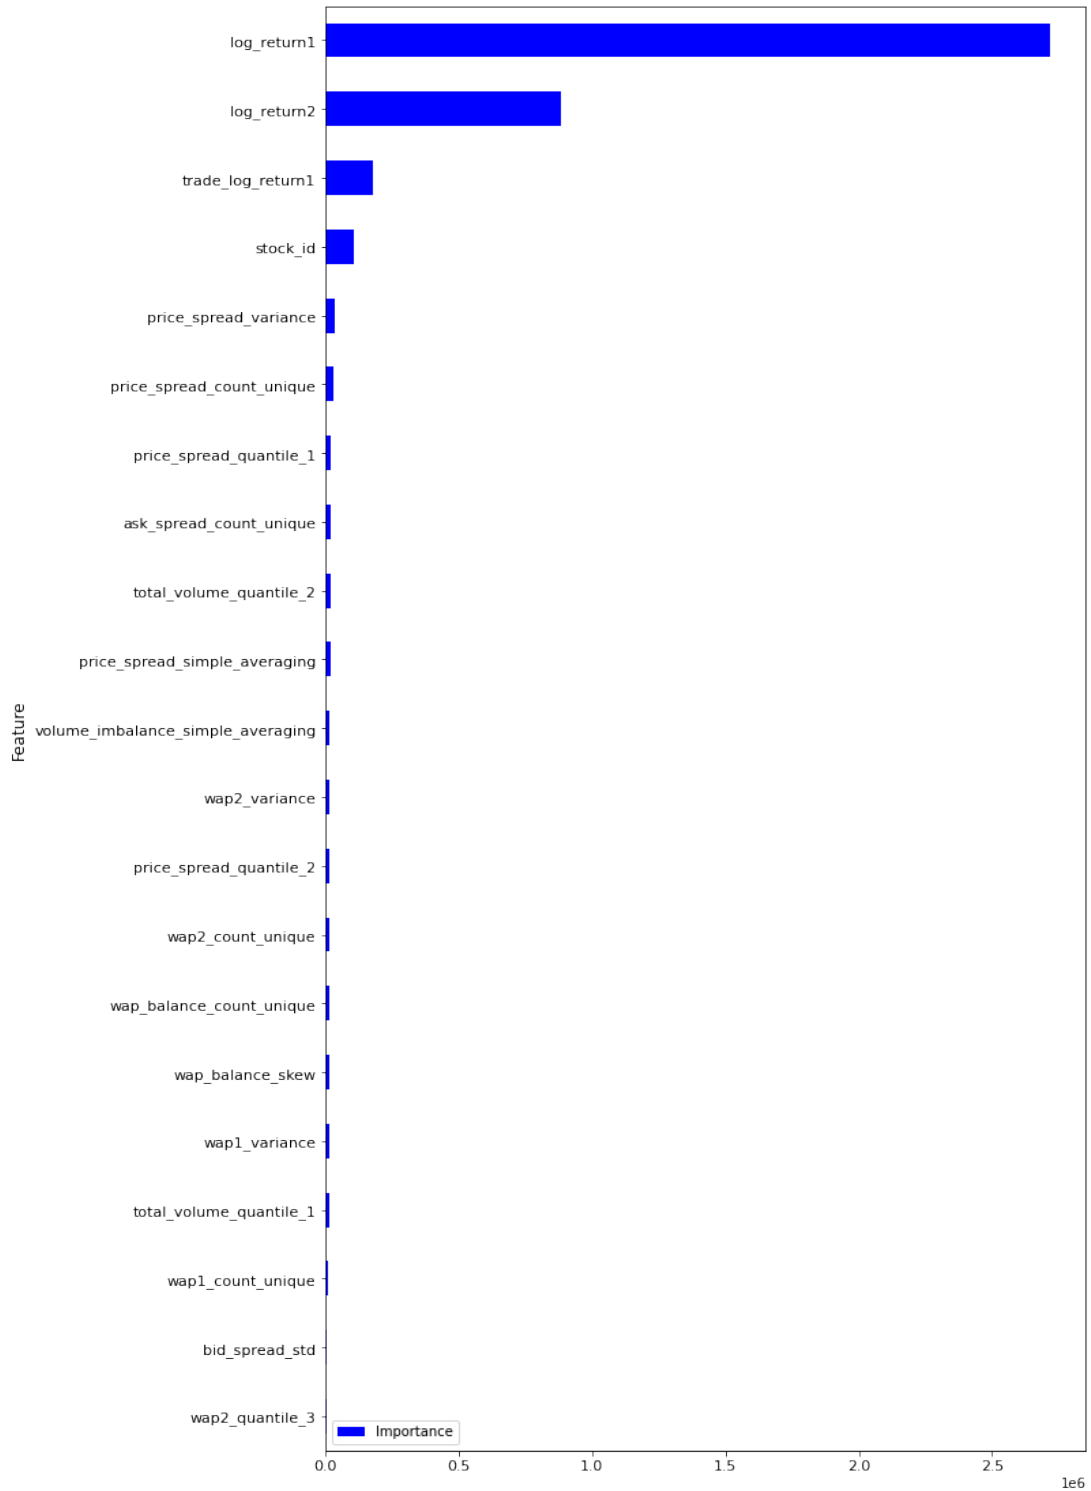 log_return1
log_return2
trade_log_return1
stock_id
price_spread_variance
price_spread_count_unique
price_spread_quantile_1
ask_spread_count_unique
total_volume_quantile_2
price_spread_simple_averaging
volume_imbalance_simple_averaging
Feature
wap2_variance
price_spread_quantile_2
wap2_count_unique
wap_balance_count_unique
wap_balance_skew
wap1_variance
total_volume_quantile_1
wap1_count_unique
bid_spread_std
wap2_quantile_3
Importance
0.0 0.5 1.0 1.5 2.0 2.5
1e6